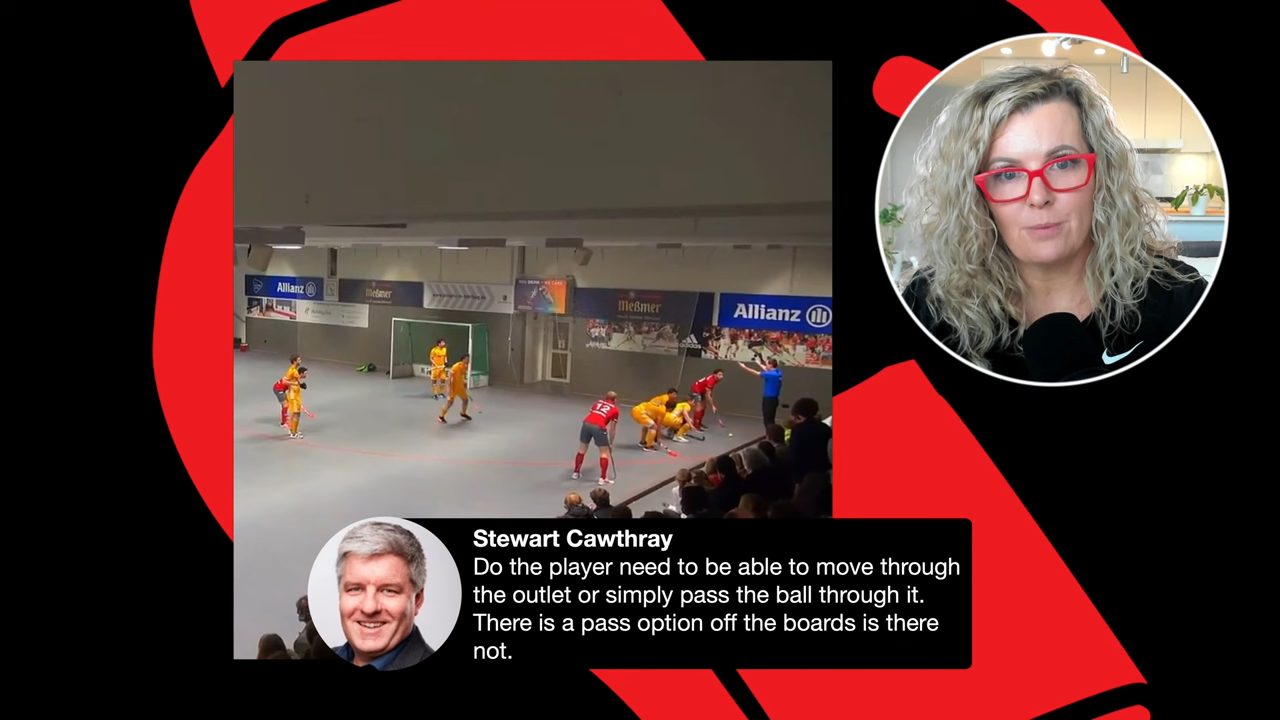 Allianz
Meßmer
Meßmer
Allianz
adidas
12
Stewart Cawthray
Do the player need to be able to move through
the outlet or simply pass the ball through it.
There is a pass option off the boards is there
not.